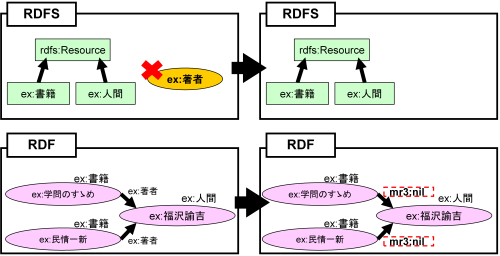 RDFS
rdfs:Resource
ex:書籍
ex:人間
ex:著者
RDFS
rdfs:Resource
ex:書籍
ex:人間
RDF
ex:書籍
ex:学問のすゝめ
ex:著者
ex:人間
ex:福沢諭吉
ex:書籍
ex:民情一新
ex:著者
RDF
ex:書籍
ex:学問のすゝめ
mr3:nil
ex:人間
ex:福沢諭吉
ex:書籍
ex:民情一新
mr3:nil